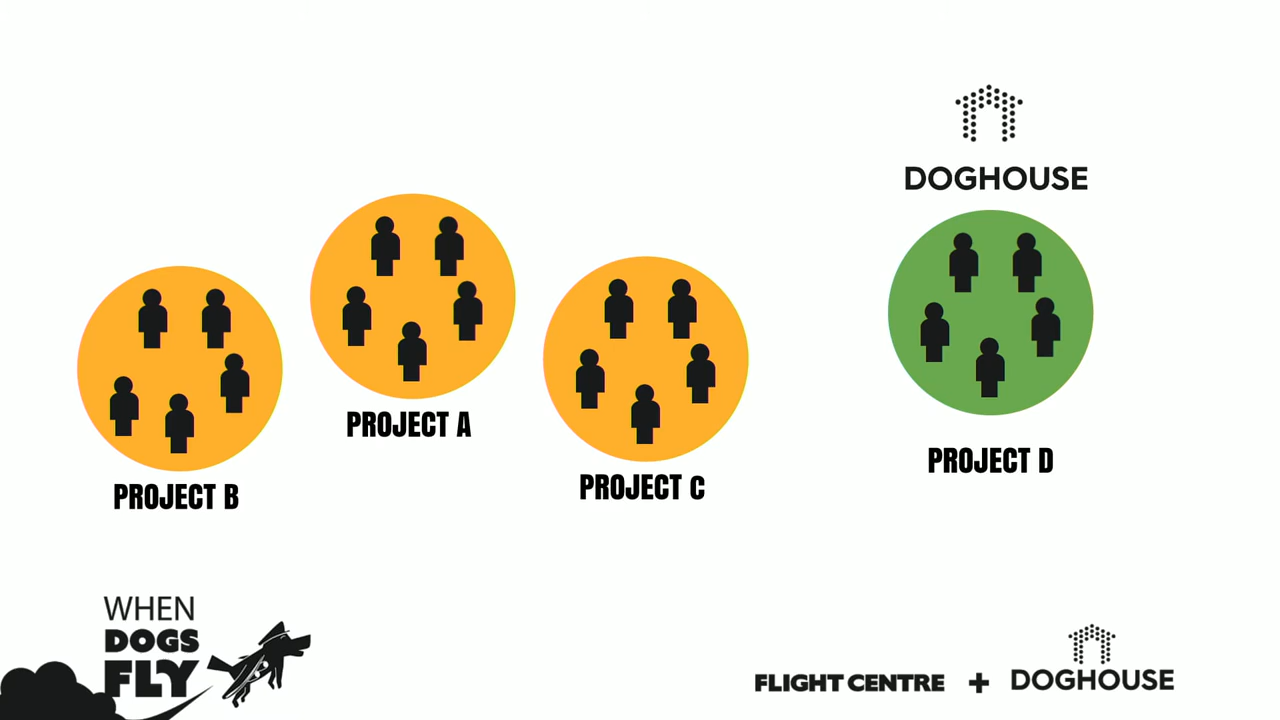 DOGHOUSE
PROJECT A
PROJECT D
PROJECT C
PROJECT B
WHEN
DOGS
FLY
FLIGHT CENTRE + DOGHOUSE